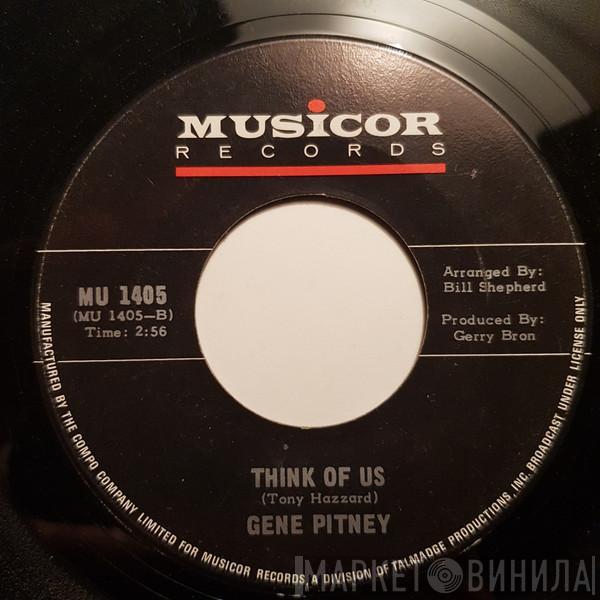 MUSiCOR
RECORDS
MU 1405
(MU 1405-B)
Time: 2:56
Arranged By:
Bill Shepherd
Produced By:
Gerry Bron
THINK OF US
(Tony Hazzard)
GENE PITNEY
MANUFACTURED BY THE COMPO COMPANY LIMITED FOR MUSICOR RECORDS, A DIVISION OF TALMADGE PRODUCTIONS, INC. BROADCAST UNDER LICENSE ONLY
МАРКЕТ ВИНИЛА